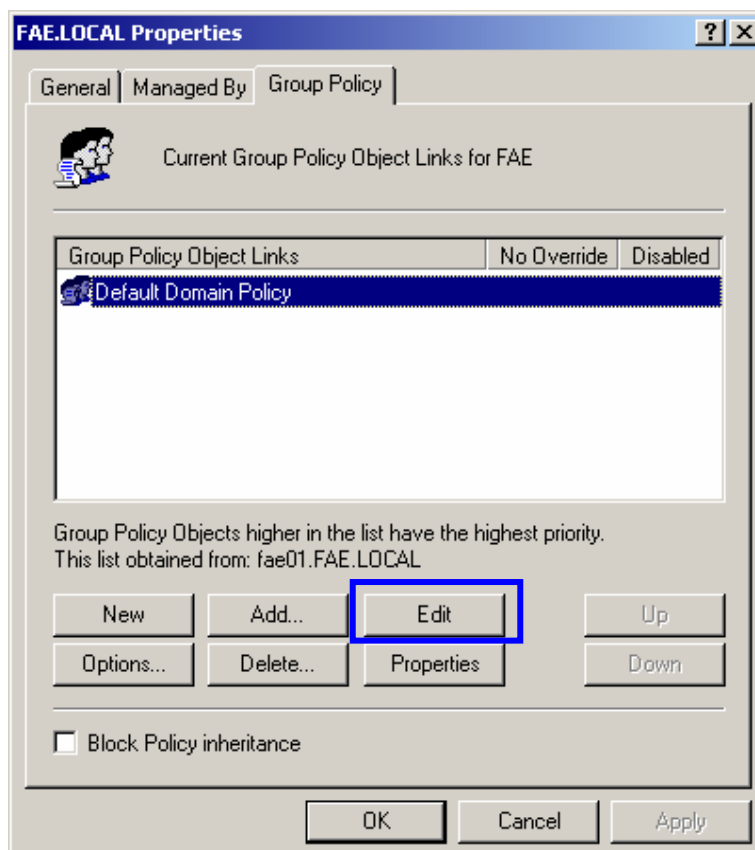 FAE.LOCAL Properties
General Managed By Group Policy
Current Group Policy Object Links for FAE
Group Policy Object Links No Override Disabled
Default Domain Policy
Group Policy Objects higher in the list have the highest priority.
This list obtained from: fae01.FAE.LOCAL
New Add... Edit Up
Options... Delete... Properties Down
Block Policy inheritance
OK Cancel Apply